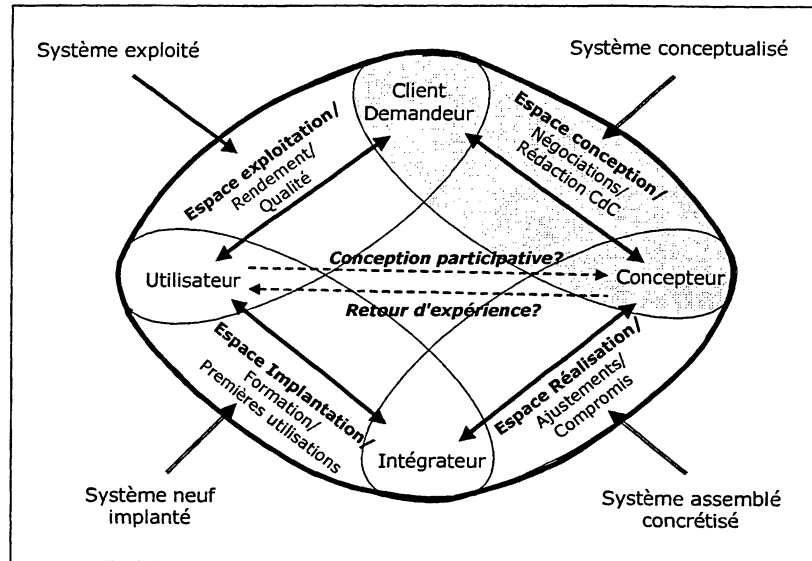 Système exploité
Système conceptualisé
Client
Demandeur
Espace exploitation/
Rendement/
Qualité
Espace conception/
Négociations/
Rédaction CdC
Utilisateur
Conception participative?
Concepteur
Retour d'expérience?
Espace Implantation/
Formation/
Premières utilisations
Espace Réalisation/
Ajustements/
Compromis
Intégrateur
Système neuf
implanté
Système assemblé
concrétisé